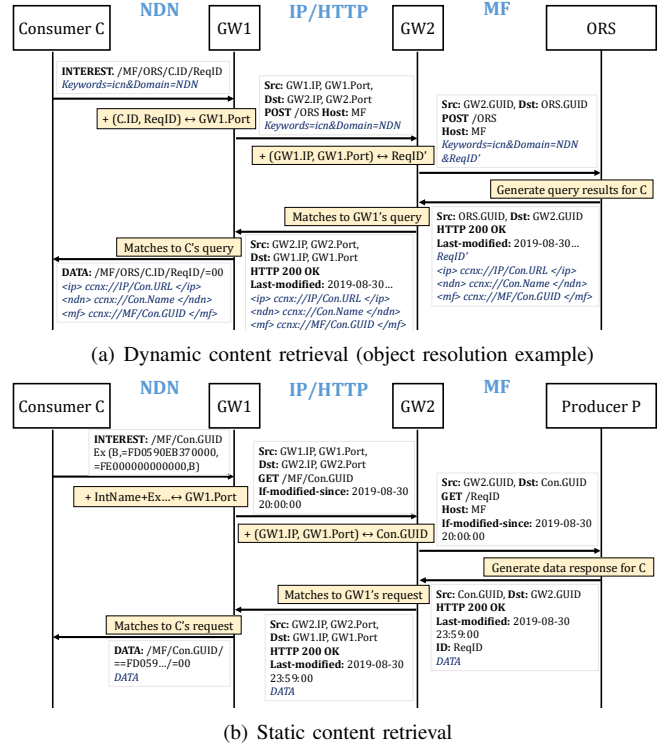 NDN IP/HTTP MF
Consumer C GW1 GW2 ORS
INTEREST: /MF/ORS/C.ID/ReqID
Keywords=icn&Domain=NDN
+ (C.ID, ReqID) ↔ GW1.Port
Src: GW1.IP, GW1.Port,
Dst: GW2.IP, GW2.Port
POST /ORS Host: MF
Keywords=icn&Domain=NDN
+ (GW1.IP, GW1.Port) ↔ ReqID'
Src: GW2.GUID, Dst: ORS.GUID
POST /ORS
Host: MF
Keywords=icn&Domain=NDN
&ReqID'
Generate query results for C
Matches to GW1's query
Matches to C's query
Src: ORS.GUID, Dst: GW2.GUID
HTTP 200 OK
Last-modified: 2019-08-30...
ReqID'
<ip> ccnx://IP/Con.URL </ip>
<ndn> ccnx://Con.Name </ndn>
<mf> ccnx://MF/Con.GUID </mf>
Src: GW2.IP, GW2.Port,
Dst: GW1.IP, GW1.Port
HTTP 200 OK
Last-modified: 2019-08-30...
<ip> ccnx://IP/Con.URL </ip>
<ndn> ccnx://Con.Name </ndn>
<mf> ccnx://MF/Con.GUID </mf>
DATA: /MF/ORS/C.ID/ReqID/=00
<ip> ccnx://IP/Con.URL </ip>
<ndn> ccnx://Con.Name </ndn>
<mf> ccnx://MF/Con.GUID </mf>
(a) Dynamic content retrieval (object resolution example)
NDN IP/HTTP MF
Consumer C GW1 GW2 Producer P
INTEREST: /MF/Con.GUID
Ex (B,=FD0590EB370000,
=FE000000000000,B)
+ IntName+Ex...↔ GW1.Port
Src: GW1.IP, GW1.Port,
Dst: GW2.IP, GW2.Port
GET /MF/Con.GUID
If-modified-since: 2019-08-30
20:00:00
+ (GW1.IP, GW1.Port) ↔ Con.GUID
Src: GW2.GUID, Dst: Con.GUID
GET /ReqID
Host: MF
If-modified-since: 2019-08-30
20:00:00
Generate data response for C
Matches to GW1's request
Matches to C's request
Src: Con.GUID, Dst: GW2.GUID
HTTP 200 OK
Last-modified: 2019-08-30
23:59:00
ID: ReqID
DATA
Src: GW2.IP, GW2.Port,
Dst: GW1.IP, GW1.Port
HTTP 200 OK
Last-modified: 2019-08-30
23:59:00
DATA
DATA: /MF/Con.GUID/
==FD059.../=00
DATA
(b) Static content retrieval